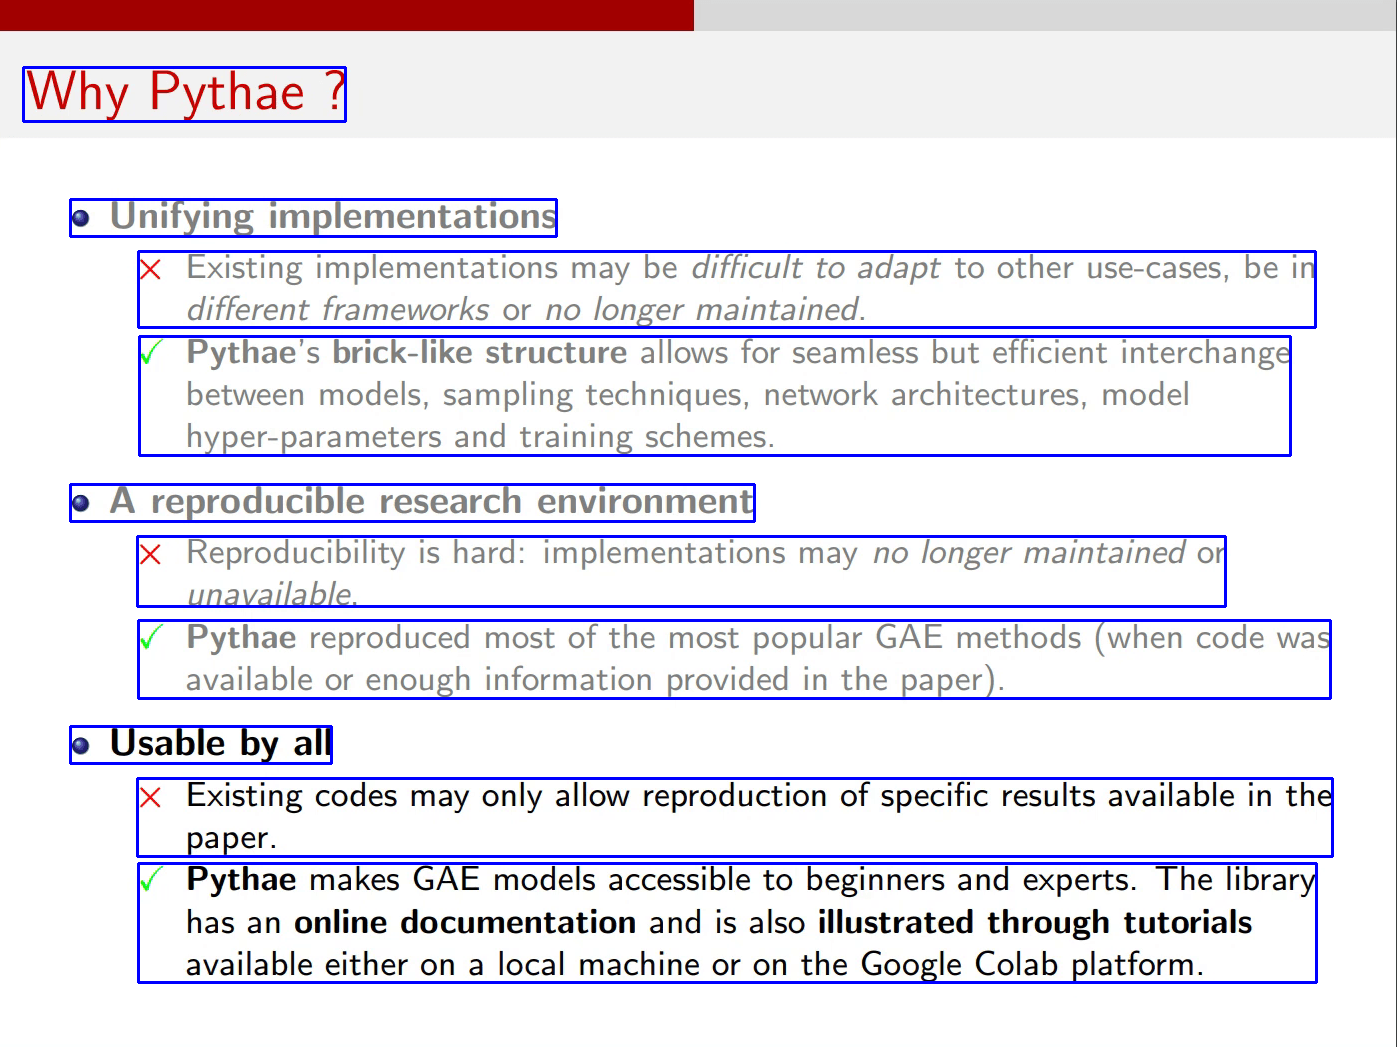 Why Pythae ?
• Unifying implementations
× Existing implementations may be difficult to adapt to other use-cases, be in
different frameworks or no longer maintained.
✓ Pythae's brick-like structure allows for seamless but efficient interchange
between models, sampling techniques, network architectures, model
hyper-parameters and training schemes.
• A reproducible research environment
× Reproducibility is hard: implementations may no longer maintained or
unavailable.
✓ Pythae reproduced most of the most popular GAE methods (when code was
available or enough information provided in the paper).
• Usable by all
× Existing codes may only allow reproduction of specific results available in the
paper.
✓ Pythae makes GAE models accessible to beginners and experts. The library
has an online documentation and is also illustrated through tutorials
available either on a local machine or on the Google Colab platform.